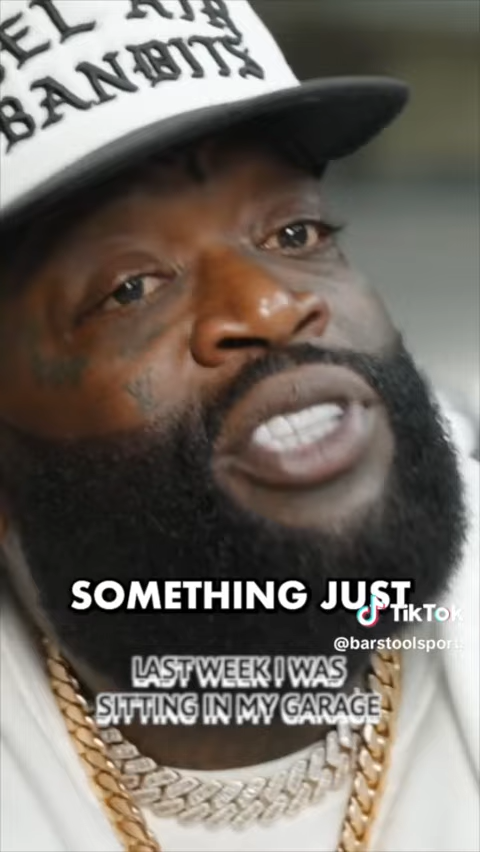 BANDITS
SOMETHING JUST
TikTok
@barstoolsport
LAST WEEK I WAS
SITTING IN MY GARAGE